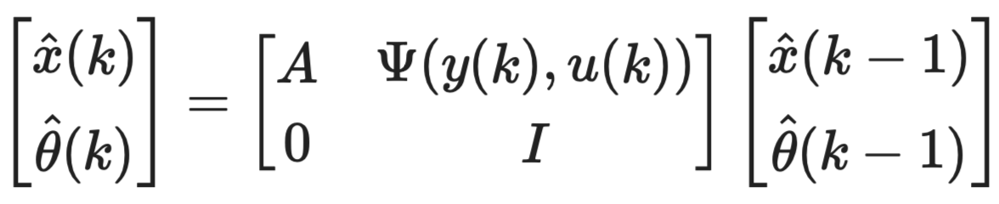 [x̂(k) θ̂(k)] = [A Ψ(y(k), u(k)) 0 I] [x̂(k − 1) θ̂(k − 1)]